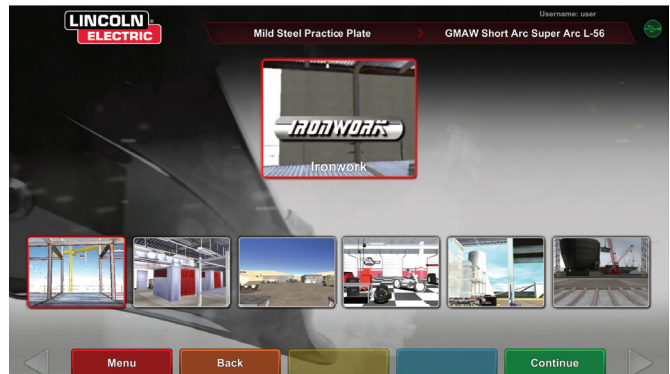 Username: user
LINCOLN
ELECTRIC
Mild Steel Practice Plate > GMAW Short Arc Super Arc L-56
IRONWORK
Ironwork
Menu
Back
Continue